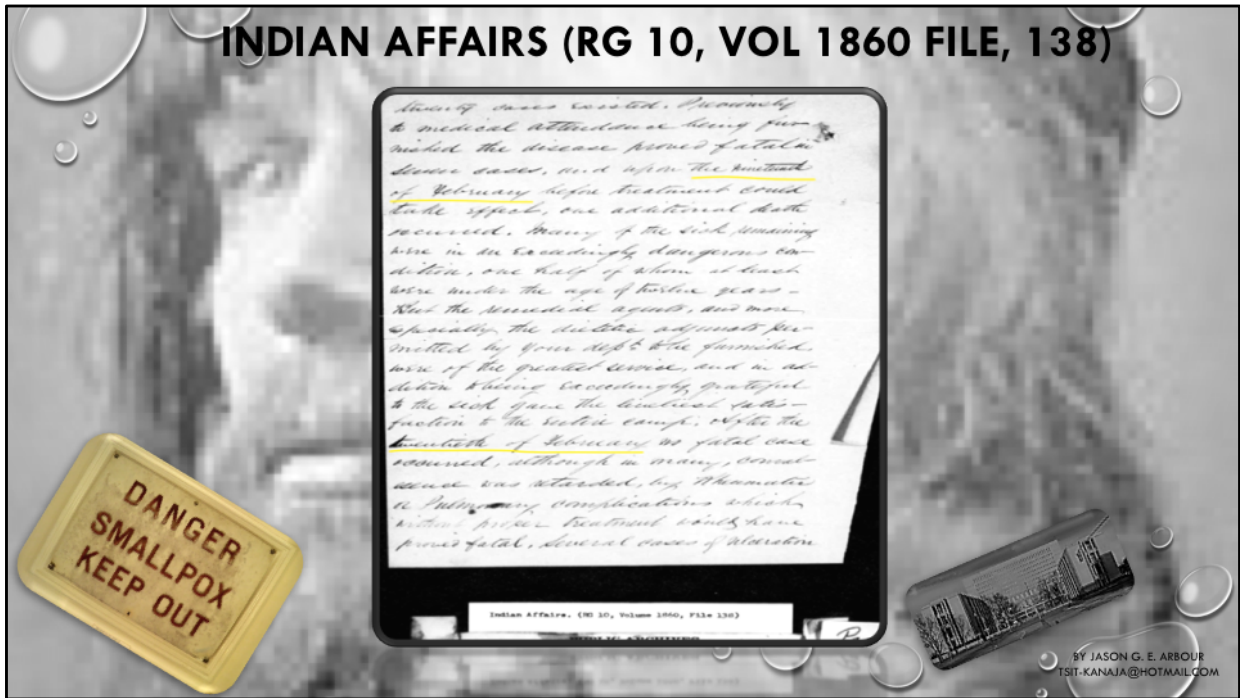 INDIAN AFFAIRS (RG 10, VOL 1860 FILE, 138)
twenty cases existed. Previously
to medical attendance being fur-
nished the disease proved fatal in
seven cases, and upon the nineteenth
of February before treatment could
take effect, one additional death
occurred. Many of the sick remaining
were in an exceedingly dangerous con-
dition, one half of whom at least
were under the age of twelve years -
But the remedial agents, and more
especially the dietetic adjuncts per-
mitted by your dept to be furnished
were of the greatest service, and in ad-
dition to being exceedingly grateful
to the sick gave the liveliest satis-
faction to the entire camp. After the
twentieth of February no fatal case
occurred, although in many,
was retarded, by Rheumatic
or Pulmonary complications which
without proper treatment would have
proved fatal. Several cases of ulceration
Indian Affairs. (RG 10, Volume 1860, File 138)
PUBLIC ARCHIVES
DANGER
SMALLPOX
KEEP OUT
BY JASON G. E. ARBOUR
TSIT-KANAJA@HOTMAIL.COM